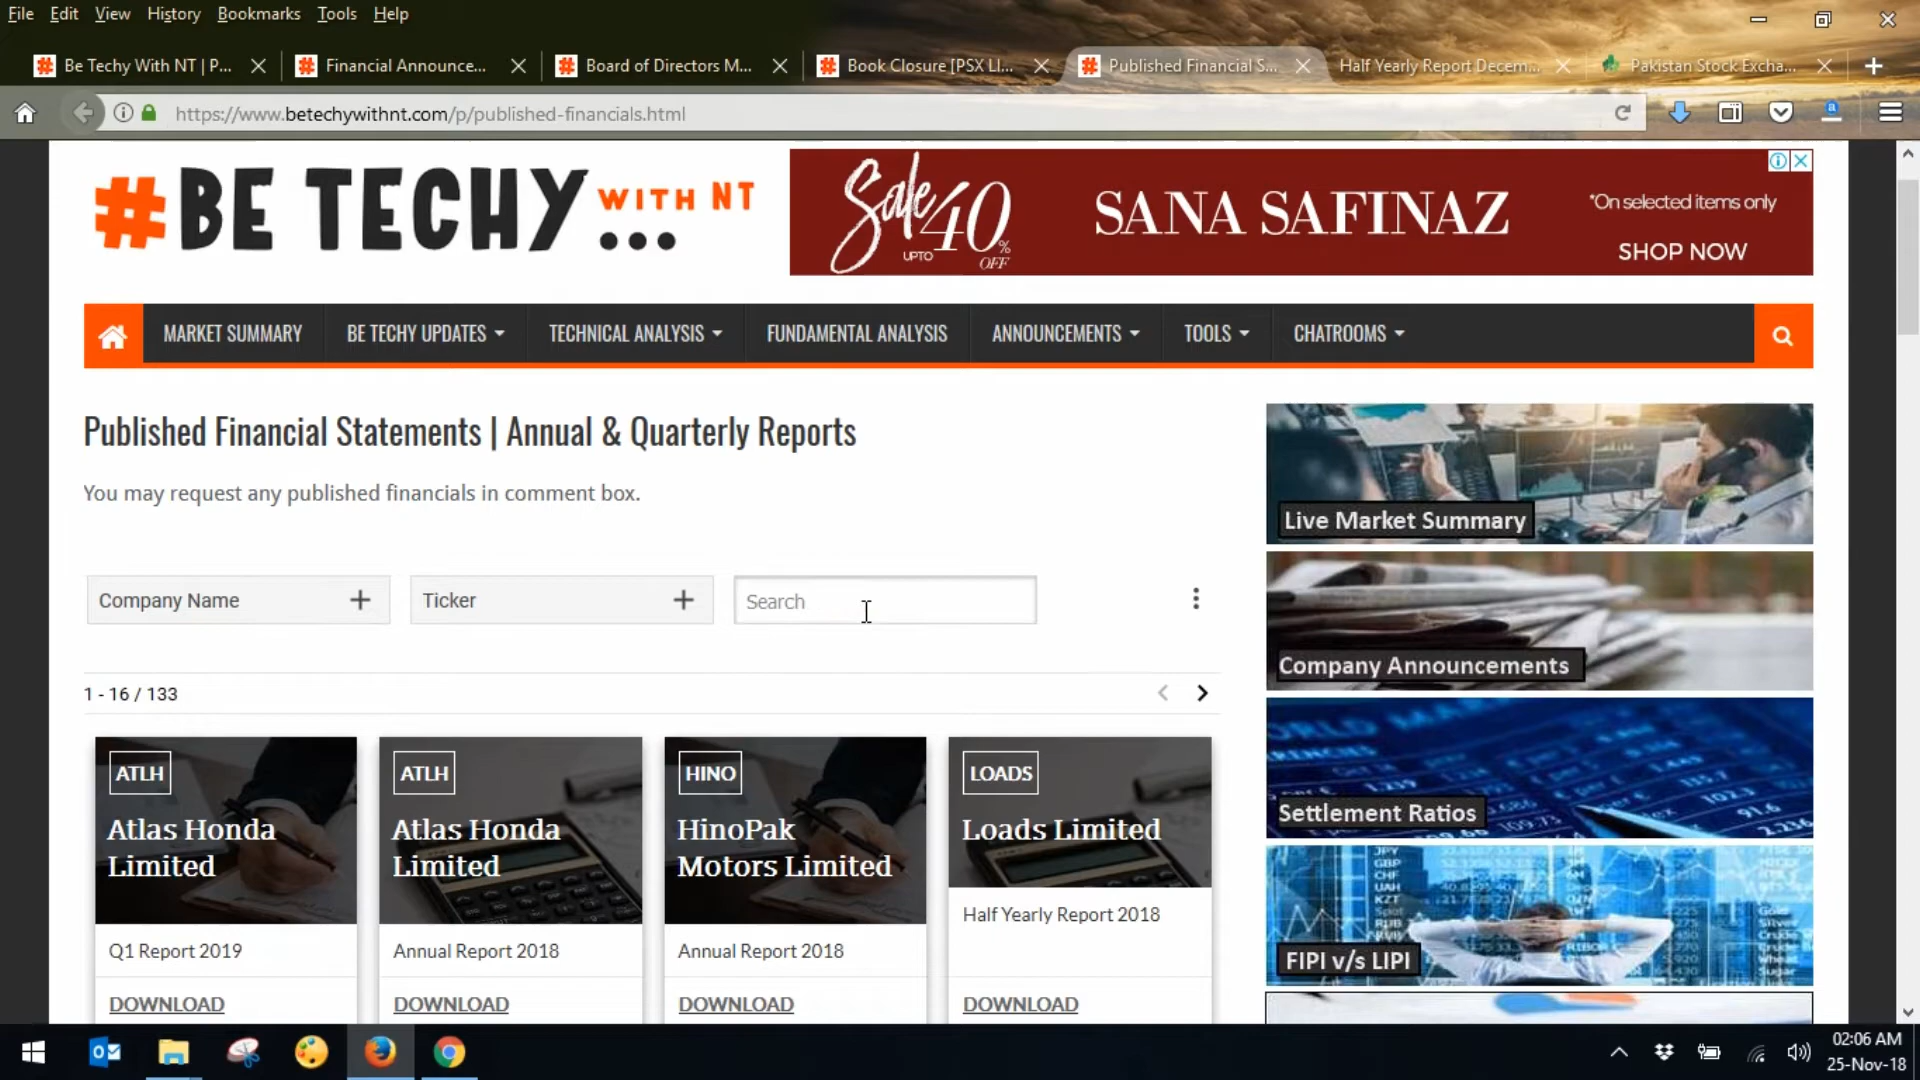 File Edit View History Bookmarks Tools Help
Be Techy With NT | P...
Financial Announce...
Board of Directors M...
Book Closure [PSX LI...
Published Financial S...
Half Yearly Report Decem...
Pakistan Stock Excha...
https://www.betechywithnt.com/p/published-financials.html
#BE TECHY WITH NT ...
Sale UPTO 40% OFF
SANA SAFINAZ
*On selected items only
SHOP NOW
MARKET SUMMARY BE TECHY UPDATES TECHNICAL ANALYSIS FUNDAMENTAL ANALYSIS ANNOUNCEMENTS TOOLS CHATROOMS
Published Financial Statements | Annual & Quarterly Reports
You may request any published financials in comment box.
Company Name +
Ticker +
Search
1 - 16 / 133
ATLH
Atlas Honda
Limited
Q1 Report 2019
DOWNLOAD
ATLH
Atlas Honda
Limited
Annual Report 2018
DOWNLOAD
HINO
HinoPak
Motors Limited
Annual Report 2018
DOWNLOAD
LOADS
Loads Limited
Half Yearly Report 2018
DOWNLOAD
Live Market Summary
Company Announcements
Settlement Ratios
FIPI v/s LIPI
02:06 AM
25-Nov-18